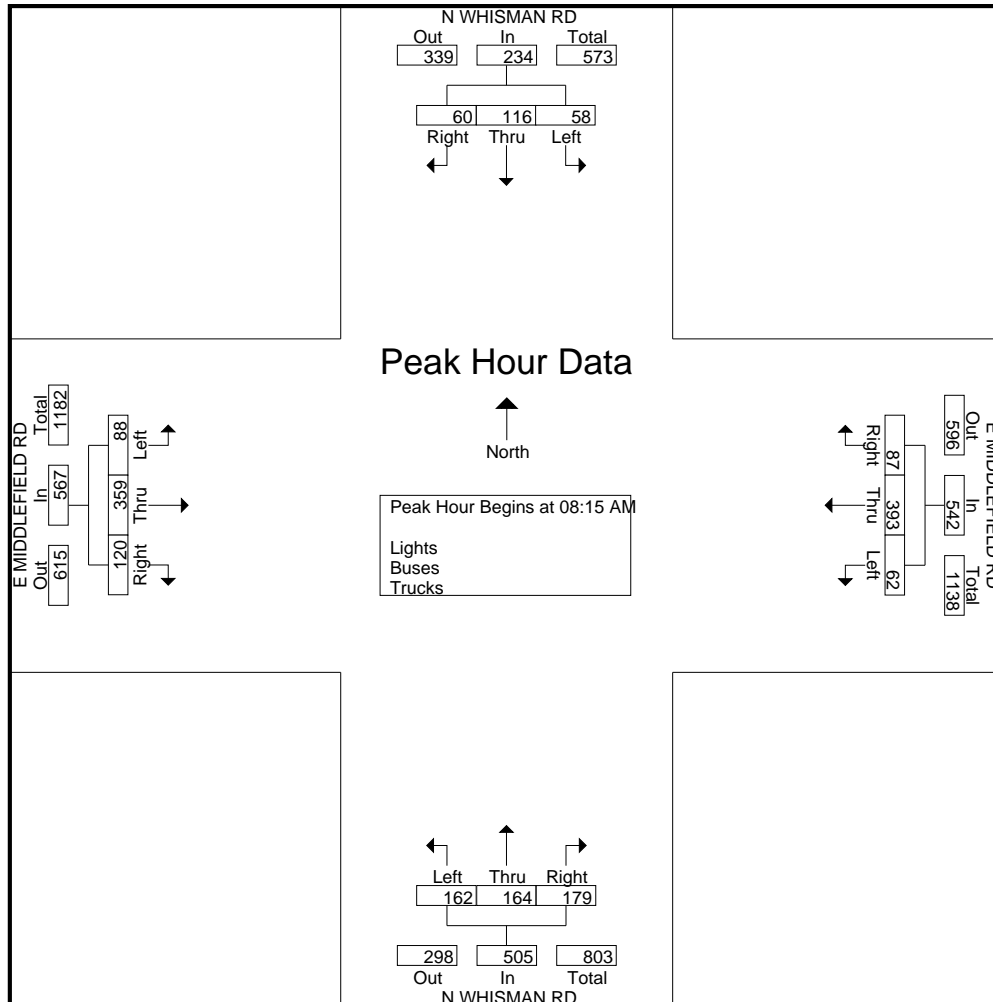 N WHISMAN RD
Out In Total
339 234 573
60 116 58
Right Thru Left
Peak Hour Data
North
Peak Hour Begins at 08:15 AM
Lights
Buses
Trucks
E MIDDLEFIELD RD
Out In Total
615 567 1182
120 359 88
Right Thru Left
E MIDDLEFIELD RD
Out In Total
596 542 1138
87 393 62
Right Thru Left
Left Thru Right
162 164 179
298 505 803
Out In Total
N WHISMAN RD